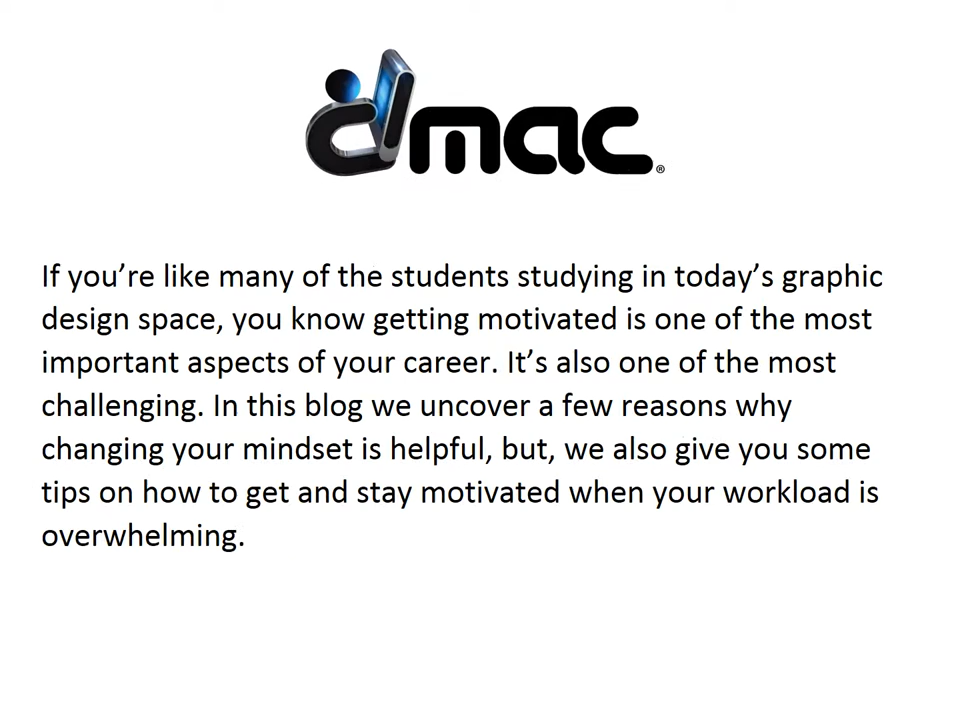 dmac®
If you’re like many of the students studying in today’s graphic
design space, you know getting motivated is one of the most
important aspects of your career. It’s also one of the most
challenging. In this blog we uncover a few reasons why
changing your mindset is helpful, but, we also give you some
tips on how to get and stay motivated when your workload is
overwhelming.